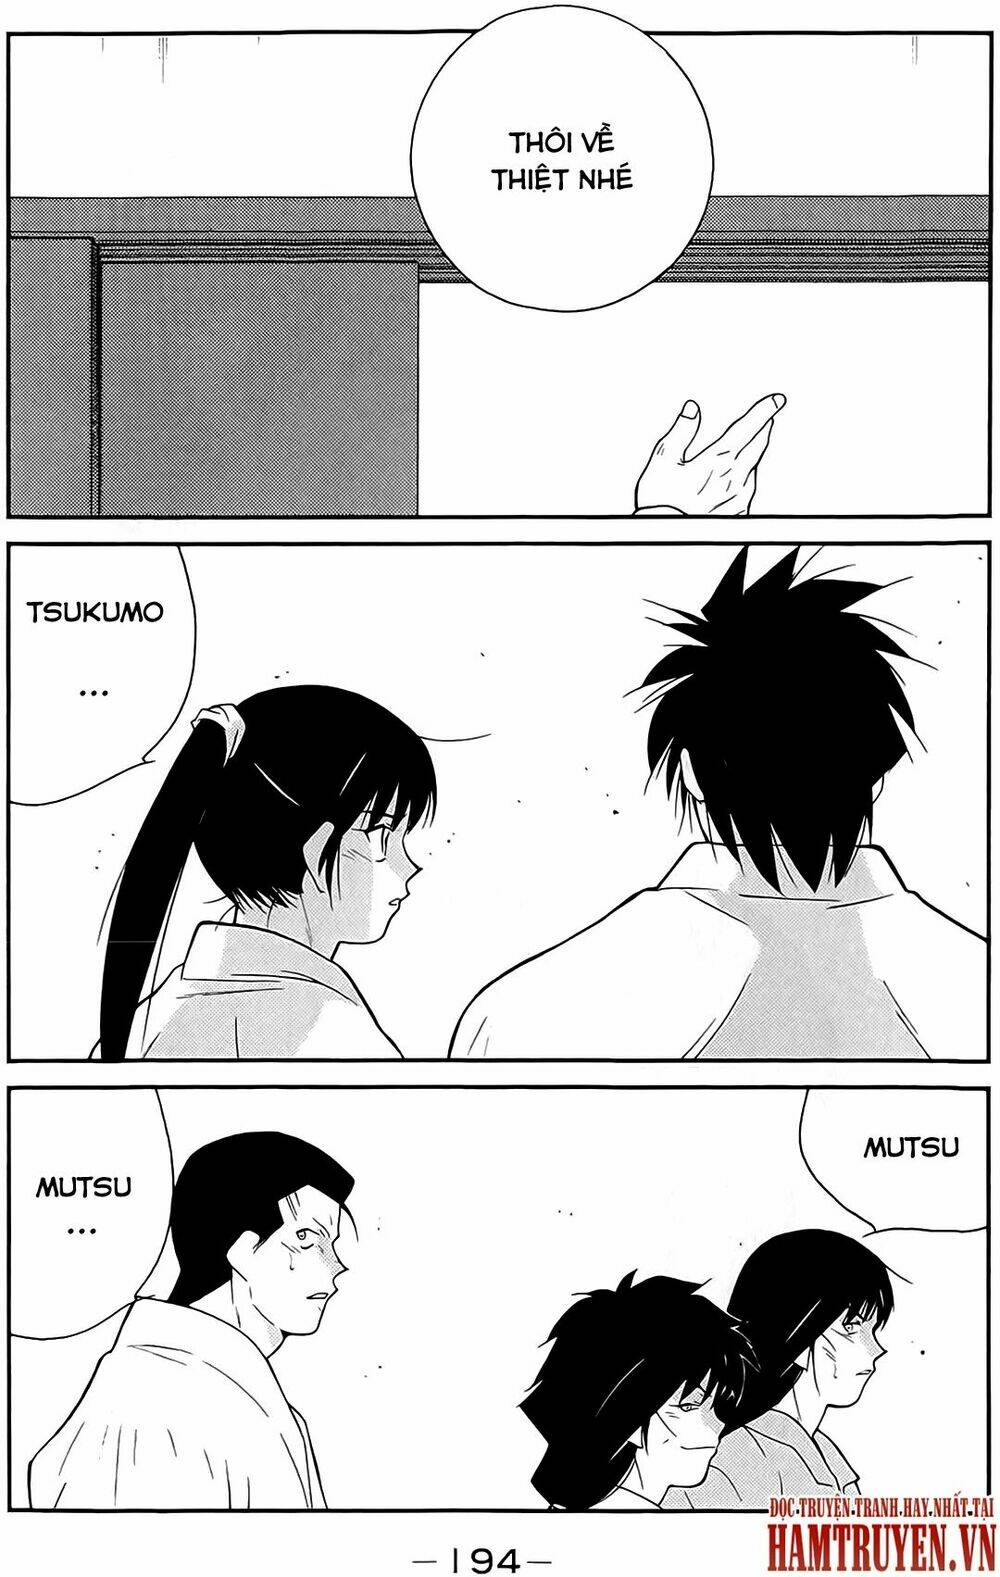 THÔI VỀ
THIỆT NHÉ
TSUKUMO
...
MUTSU
MUTSU
...
ĐỌC TRUYỆN TRANH HAY NHẤT TẠI
HAMTRUYEN.VN
—194—